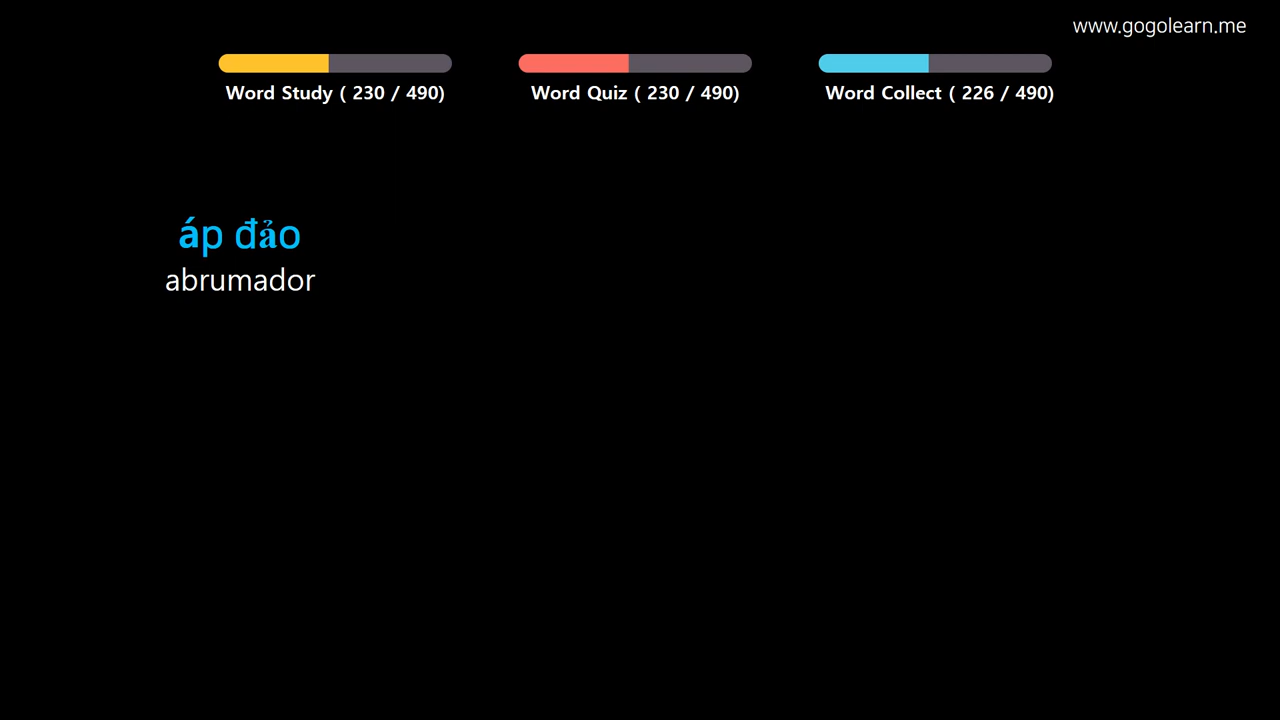 www.gogolearn.me
Word Study ( 230 / 490)
Word Quiz ( 230 / 490)
Word Collect ( 226 / 490)
áp đảo
abrumador